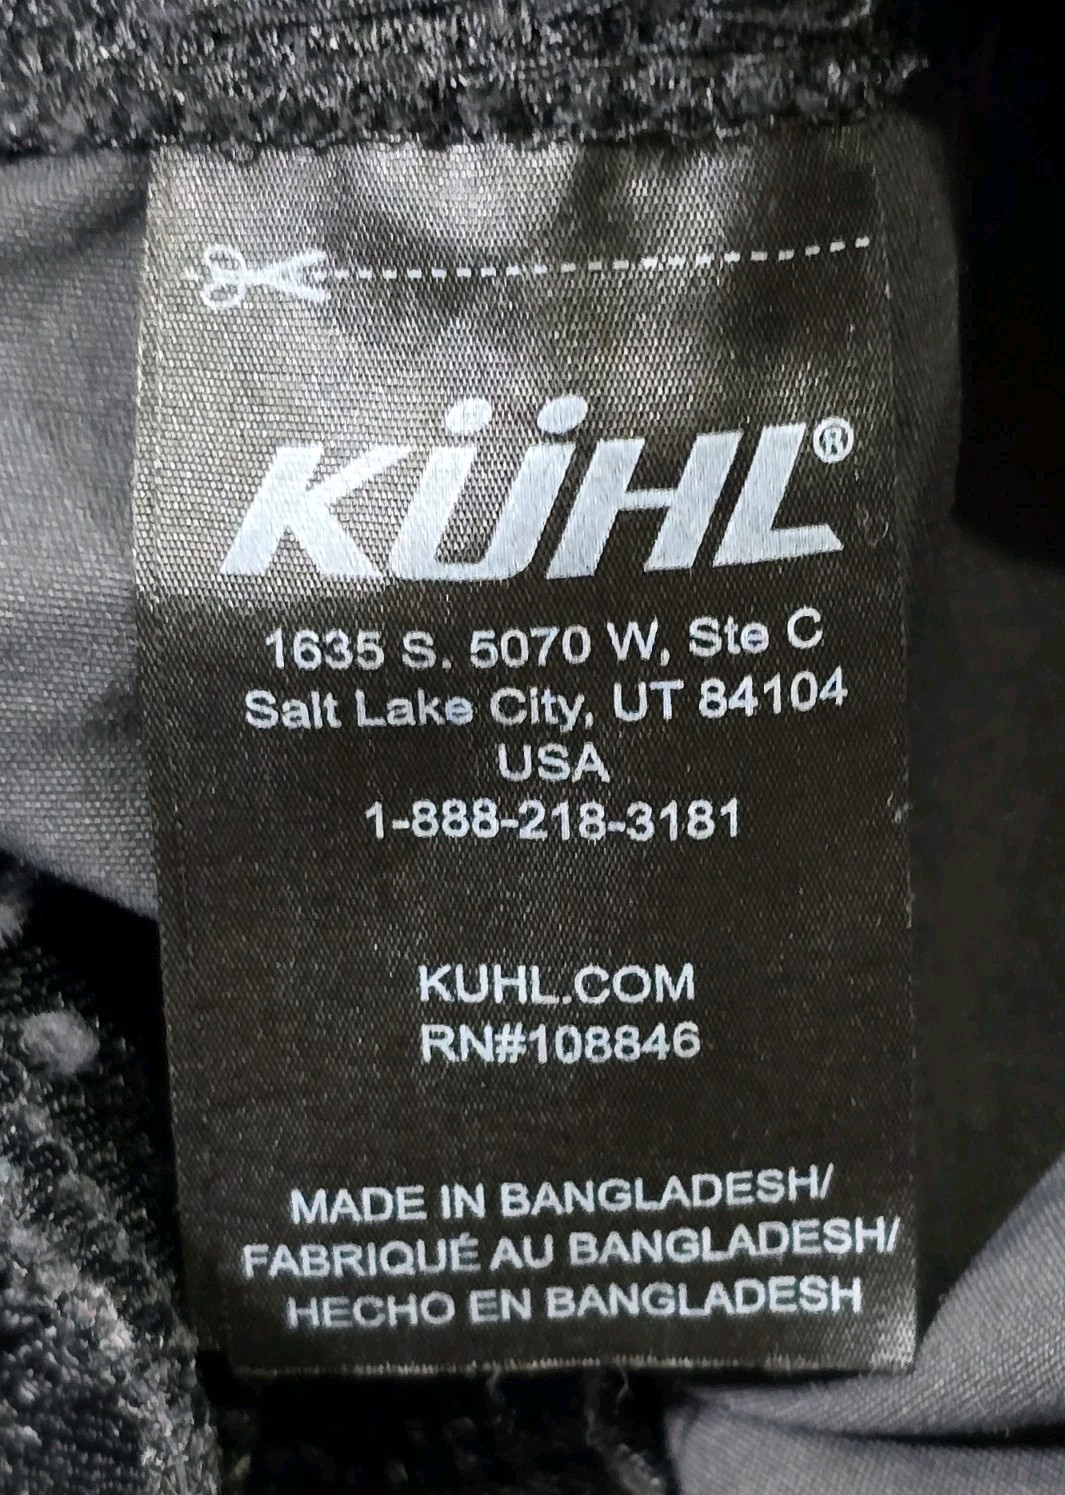 KÜHL®
1635 S. 5070 W, Ste C
Salt Lake City, UT 84104
USA
1-888-218-3181
KUHL.COM
RN#108846
MADE IN BANGLADESH/
FABRIQUÉ AU BANGLADESH/
HECHO EN BANGLADESH